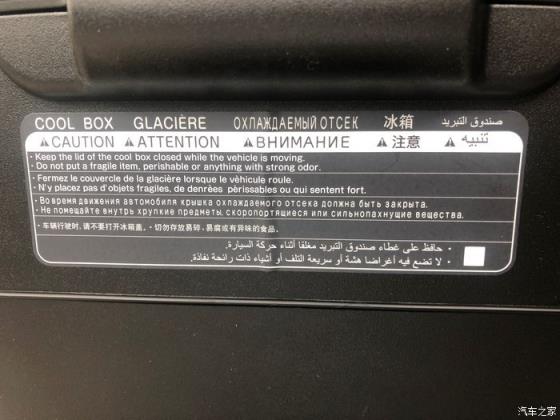 COOL BOX GLACIÈRE ОХЛАЖДАЕМЫЙ ОТСЕК 冰箱 صندوق التبريد
CAUTION ATTENTION ВНИМАНИЕ 注意 تنبيه
· Keep the lid of the cool box closed while the vehicle is moving.
· Do not put a fragile item, perishable or anything with strong odor.
· Fermez le couvercle de la glacière lorsque le véhicule roule.
· N'y placez pas d'objets fragiles, de denrèes pèrissables ou qui sentent fort.
· Во время движения автомобиля крышка охлаждаемого отсека должна быть закрыта.
· Не помещайте внутрь хрупкие предметы, скоропортящиеся или сильнопахнущие вещества.
· 车辆行驶时,请不要打开冰箱盖。· 切勿存放易碎、易腐或有异味的食品。
· حافظ على غطاء صندوق التبريد مغلقا أثناء حركة السيارة.
· لا تضع فيه أغراضا هشة أو سريعة التلف أو أشياء ذات رائحة نفاذة.
汽车之家